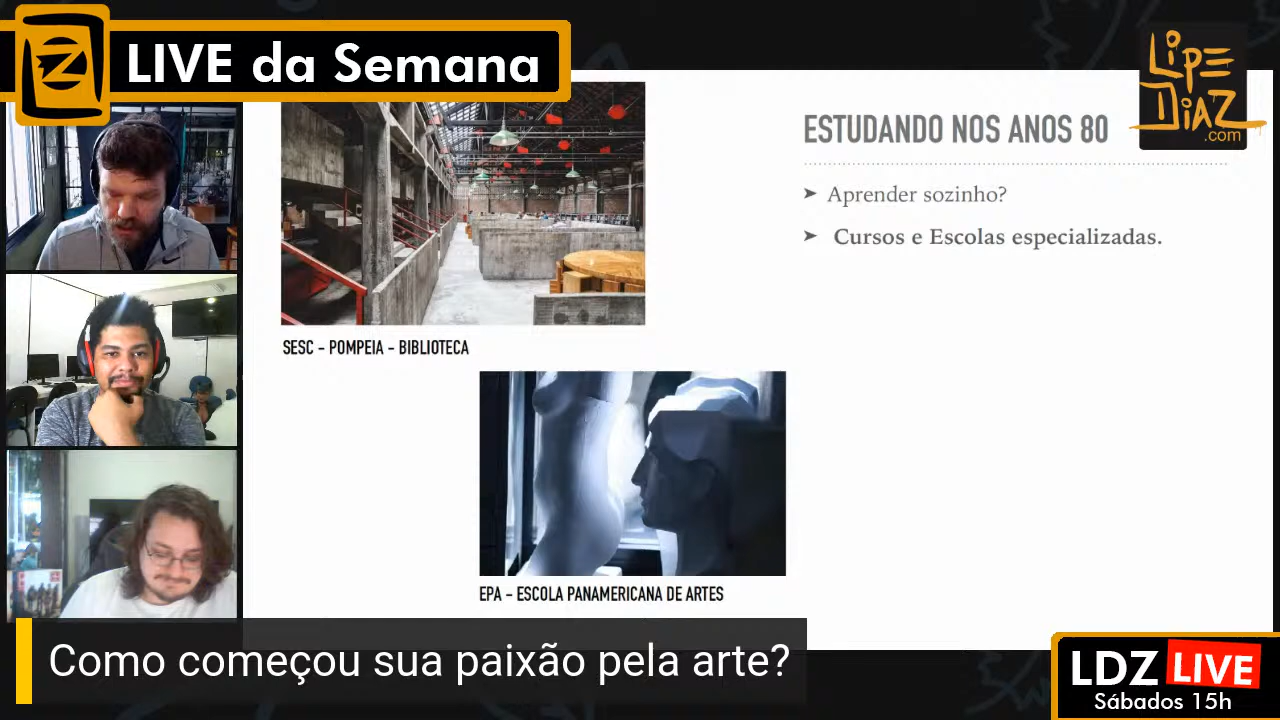 LIVE da Semana
LIPE
DIAZ
.com
ESTUDANDO NOS ANOS 80
➤ Aprender sozinho?
➤ Cursos e Escolas especializadas.
SESC - POMPEIA - BIBLIOTECA
EPA - ESCOLA PANAMERICANA DE ARTES
Como começou sua paixão pela arte?
LDZ LIVE
Sábados 15h